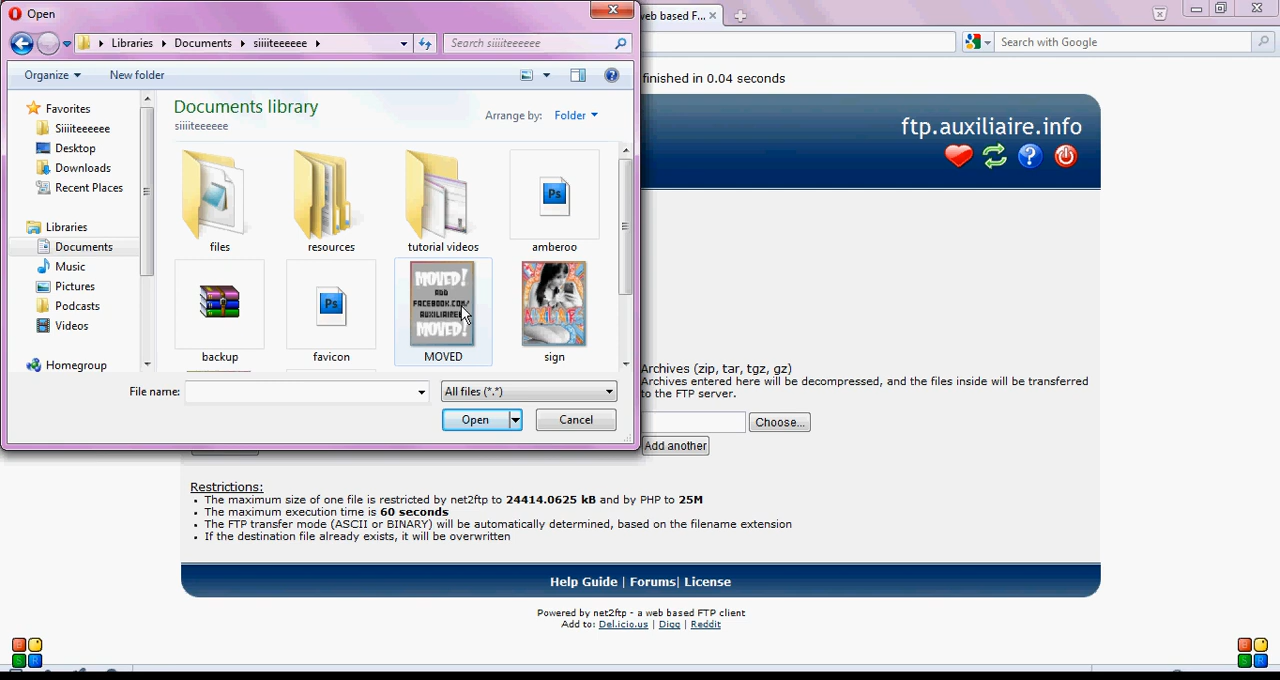 Open
Libraries
Documents
siiiiteeeeee
Search siiiiteeeeee
eb based F...
Search with Google
Organize
New folder
finished in 0.04 seconds
Favorites
Siiiiteeeeee
Desktop
Downloads
Recent Places
Libraries
Documents
Music
Pictures
Podcasts
Videos
Homegroup
Documents library
siiiiteeeeee
Arrange by:
Folder
files
resources
tutorial videos
Ps
amberoo
backup
Ps
favicon
MOVED!
ADD
FACEBOOK.COM/
MOVED!
MOVED
sign
File name:
All files (*.*)
Open
Cancel
ftp.auxiliaire.info
Archives (zip, tar, tgz, gz)
Archives entered here will be decompressed, and the files inside will be transferred
to the FTP server.
Choose...
Add another
Restrictions:
The maximum size of one file is restricted by net2ftp to 24414.0625 kB and by PHP to 25M
The maximum execution time is 60 seconds
The FTP transfer mode (ASCII or BINARY) will be automatically determined, based on the filename extension
If the destination file already exists, it will be overwritten
Help Guide | Forums| License
Powered by net2ftp - a web based FTP client
Add to: Del.icio.us | Digg | Reddit